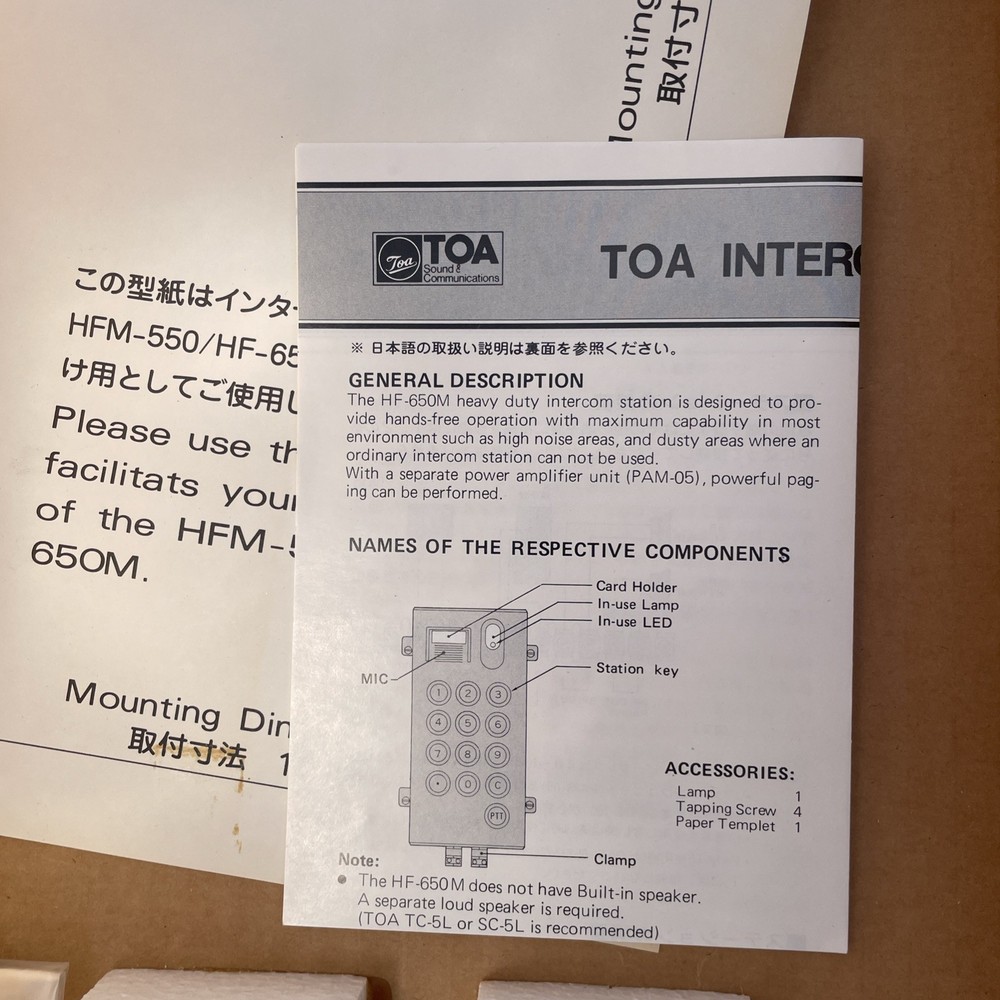 Mounting
取付寸
この型紙はインター
HFM-550/HF-65
け用としてご使用し
Please use th
facilitats your
of the HFM-5
650M.
Mounting Dim
取付寸法 1
Toa
TOA
Sound &
Communications
TOA INTERC
※ 日本語の取扱い説明は裏面を参照ください。
GENERAL DESCRIPTION
The HF-650M heavy duty intercom station is designed to pro-
vide hands-free operation with maximum capability in most
environment such as high noise areas, and dusty areas where an
ordinary intercom station can not be used.
With a separate power amplifier unit (PAM-05), powerful pag-
ing can be performed.
NAMES OF THE RESPECTIVE COMPONENTS
Card Holder
In-use Lamp
In-use LED
MIC
Station key
1 2 3
4 5 6
7 8 9
• 0 C
PTT
Clamp
ACCESSORIES:
Lamp 1
Tapping Screw 4
Paper Templet 1
Note:
● The HF-650M does not have Built-in speaker.
A separate loud speaker is required.
(TOA TC-5L or SC-5L is recommended)